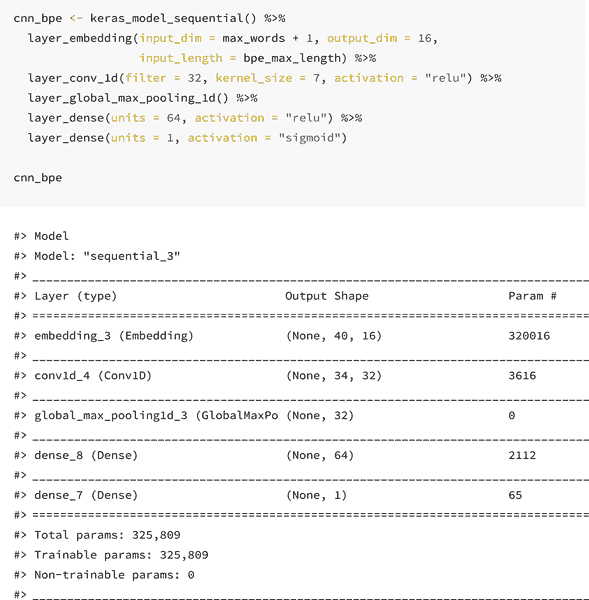 cnn_bpe <- keras_model_sequential() %>%
  layer_embedding(input_dim = max_words + 1, output_dim = 16,
                  input_length = bpe_max_length) %>%
  layer_conv_1d(filter = 32, kernel_size = 7, activation = "relu") %>%
  layer_global_max_pooling_1d() %>%
  layer_dense(units = 64, activation = "relu") %>%
  layer_dense(units = 1, activation = "sigmoid")
cnn_bpe
#> Model
#> Model: "sequential_3"
#> ________________________________________________________________________________
#> Layer (type)                        Output Shape                    Param #
#> ================================================================================
#> embedding_3 (Embedding)             (None, 40, 16)                  320016
#> ________________________________________________________________________________
#> conv1d_4 (Conv1D)                   (None, 34, 32)                  3616
#> ________________________________________________________________________________
#> global_max_pooling1d_3 (GlobalMaxPo (None, 32)                      0
#> ________________________________________________________________________________
#> dense_8 (Dense)                     (None, 64)                      2112
#> ________________________________________________________________________________
#> dense_7 (Dense)                     (None, 1)                       65
#> ================================================================================
#> Total params: 325,809
#> Trainable params: 325,809
#> Non-trainable params: 0
#> ________________________________________________________________________________